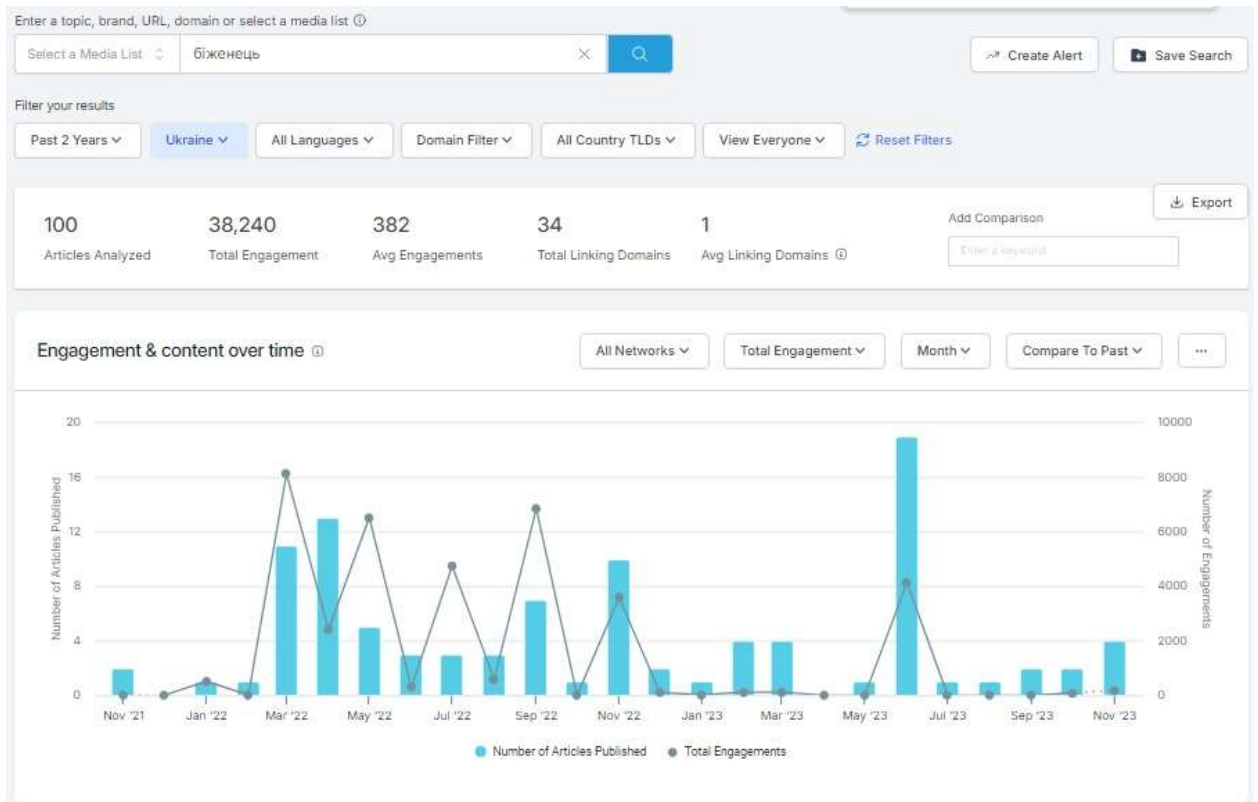 Enter a topic, brand, URL, domain or select a media list
Select a Media List біженець Create Alert Save Search
Filter your results
Past 2 Years Ukraine All Languages Domain Filter All Country TLDs View Everyone Reset Filters
Export
100 38,240 382 34 1 Add Comparison
Articles Analyzed Total Engagement Avg Engagements Total Linking Domains Avg Linking Domains Enter a keyword
Engagement & content over time All Networks Total Engagement Month Compare To Past ...
20 10000
16 8000
12 6000
8 4000
4 2000
0 0
Number of Articles Published
Number of Engagements
Nov '21 Jan '22 Mar '22 May '22 Jul '22 Sep '22 Nov '22 Jan '23 Mar '23 May '23 Jul '23 Sep '23 Nov '23
Number of Articles Published Total Engagements